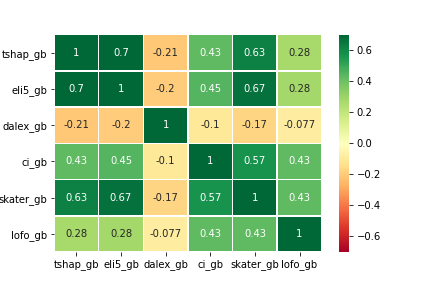 tshap_gb 1 0.7 -0.21 0.43 0.63 0.28
eli5_gb 0.7 1 -0.2 0.45 0.67 0.28
dalex_gb -0.21 -0.2 1 -0.1 -0.17 -0.077
ci_gb 0.43 0.45 -0.1 1 0.57 0.43
skater_gb 0.63 0.67 -0.17 0.57 1 0.43
lofo_gb 0.28 0.28 -0.077 0.43 0.43 1
tshap_gb eli5_gb dalex_gb ci_gb skater_gb lofo_gb
0.6
0.4
0.2
0.0
−0.2
−0.4
−0.6